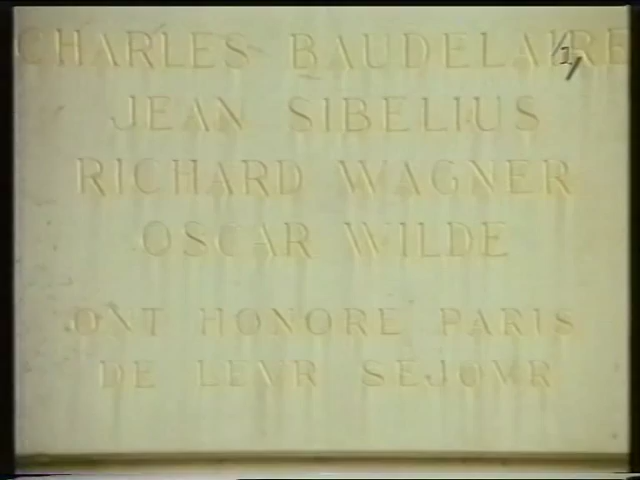 CHARLES BAUDELAIRE
JEAN SIBELIUS
RICHARD WAGNER
OSCAR WILDE
ONT HONORE PARIS
DE LEVR SEJOVR